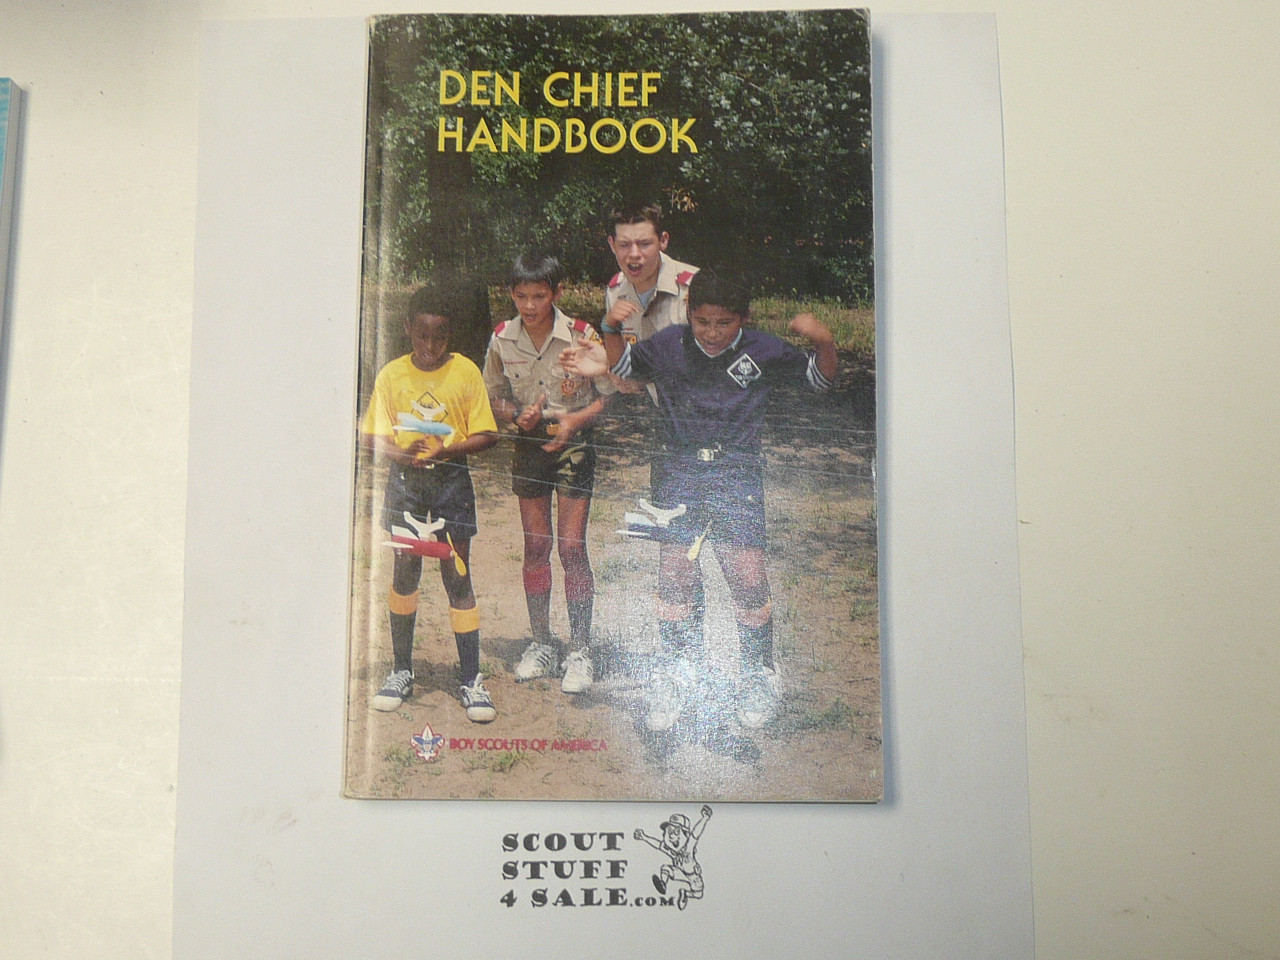 DEN CHIEF
HANDBOOK
BOY SCOUTS OF AMERICA
SCOUT
STUFF
4 SALE.COM